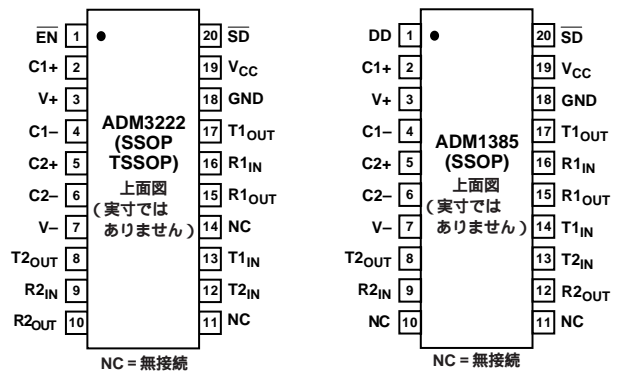 EN 1
C1+ 2
V+ 3
C1– 4
C2+ 5
C2– 6
V– 7
T2OUT 8
R2IN 9
R2OUT 10
ADM3222
(SSOP
TSSOP)
上面図
(実寸では
ありません)
20 SD
19 VCC
18 GND
17 T1OUT
16 R1IN
15 R1OUT
14 NC
13 T1IN
12 T2IN
11 NC
NC = 無接続
DD 1
C1+ 2
V+ 3
C1– 4
C2+ 5
C2– 6
V– 7
T2OUT 8
R2IN 9
NC 10
ADM1385
(SSOP)
上面図
(実寸では
ありません)
20 SD
19 VCC
18 GND
17 T1OUT
16 R1IN
15 R1OUT
14 T1IN
13 T2IN
12 R2OUT
11 NC
NC = 無接続